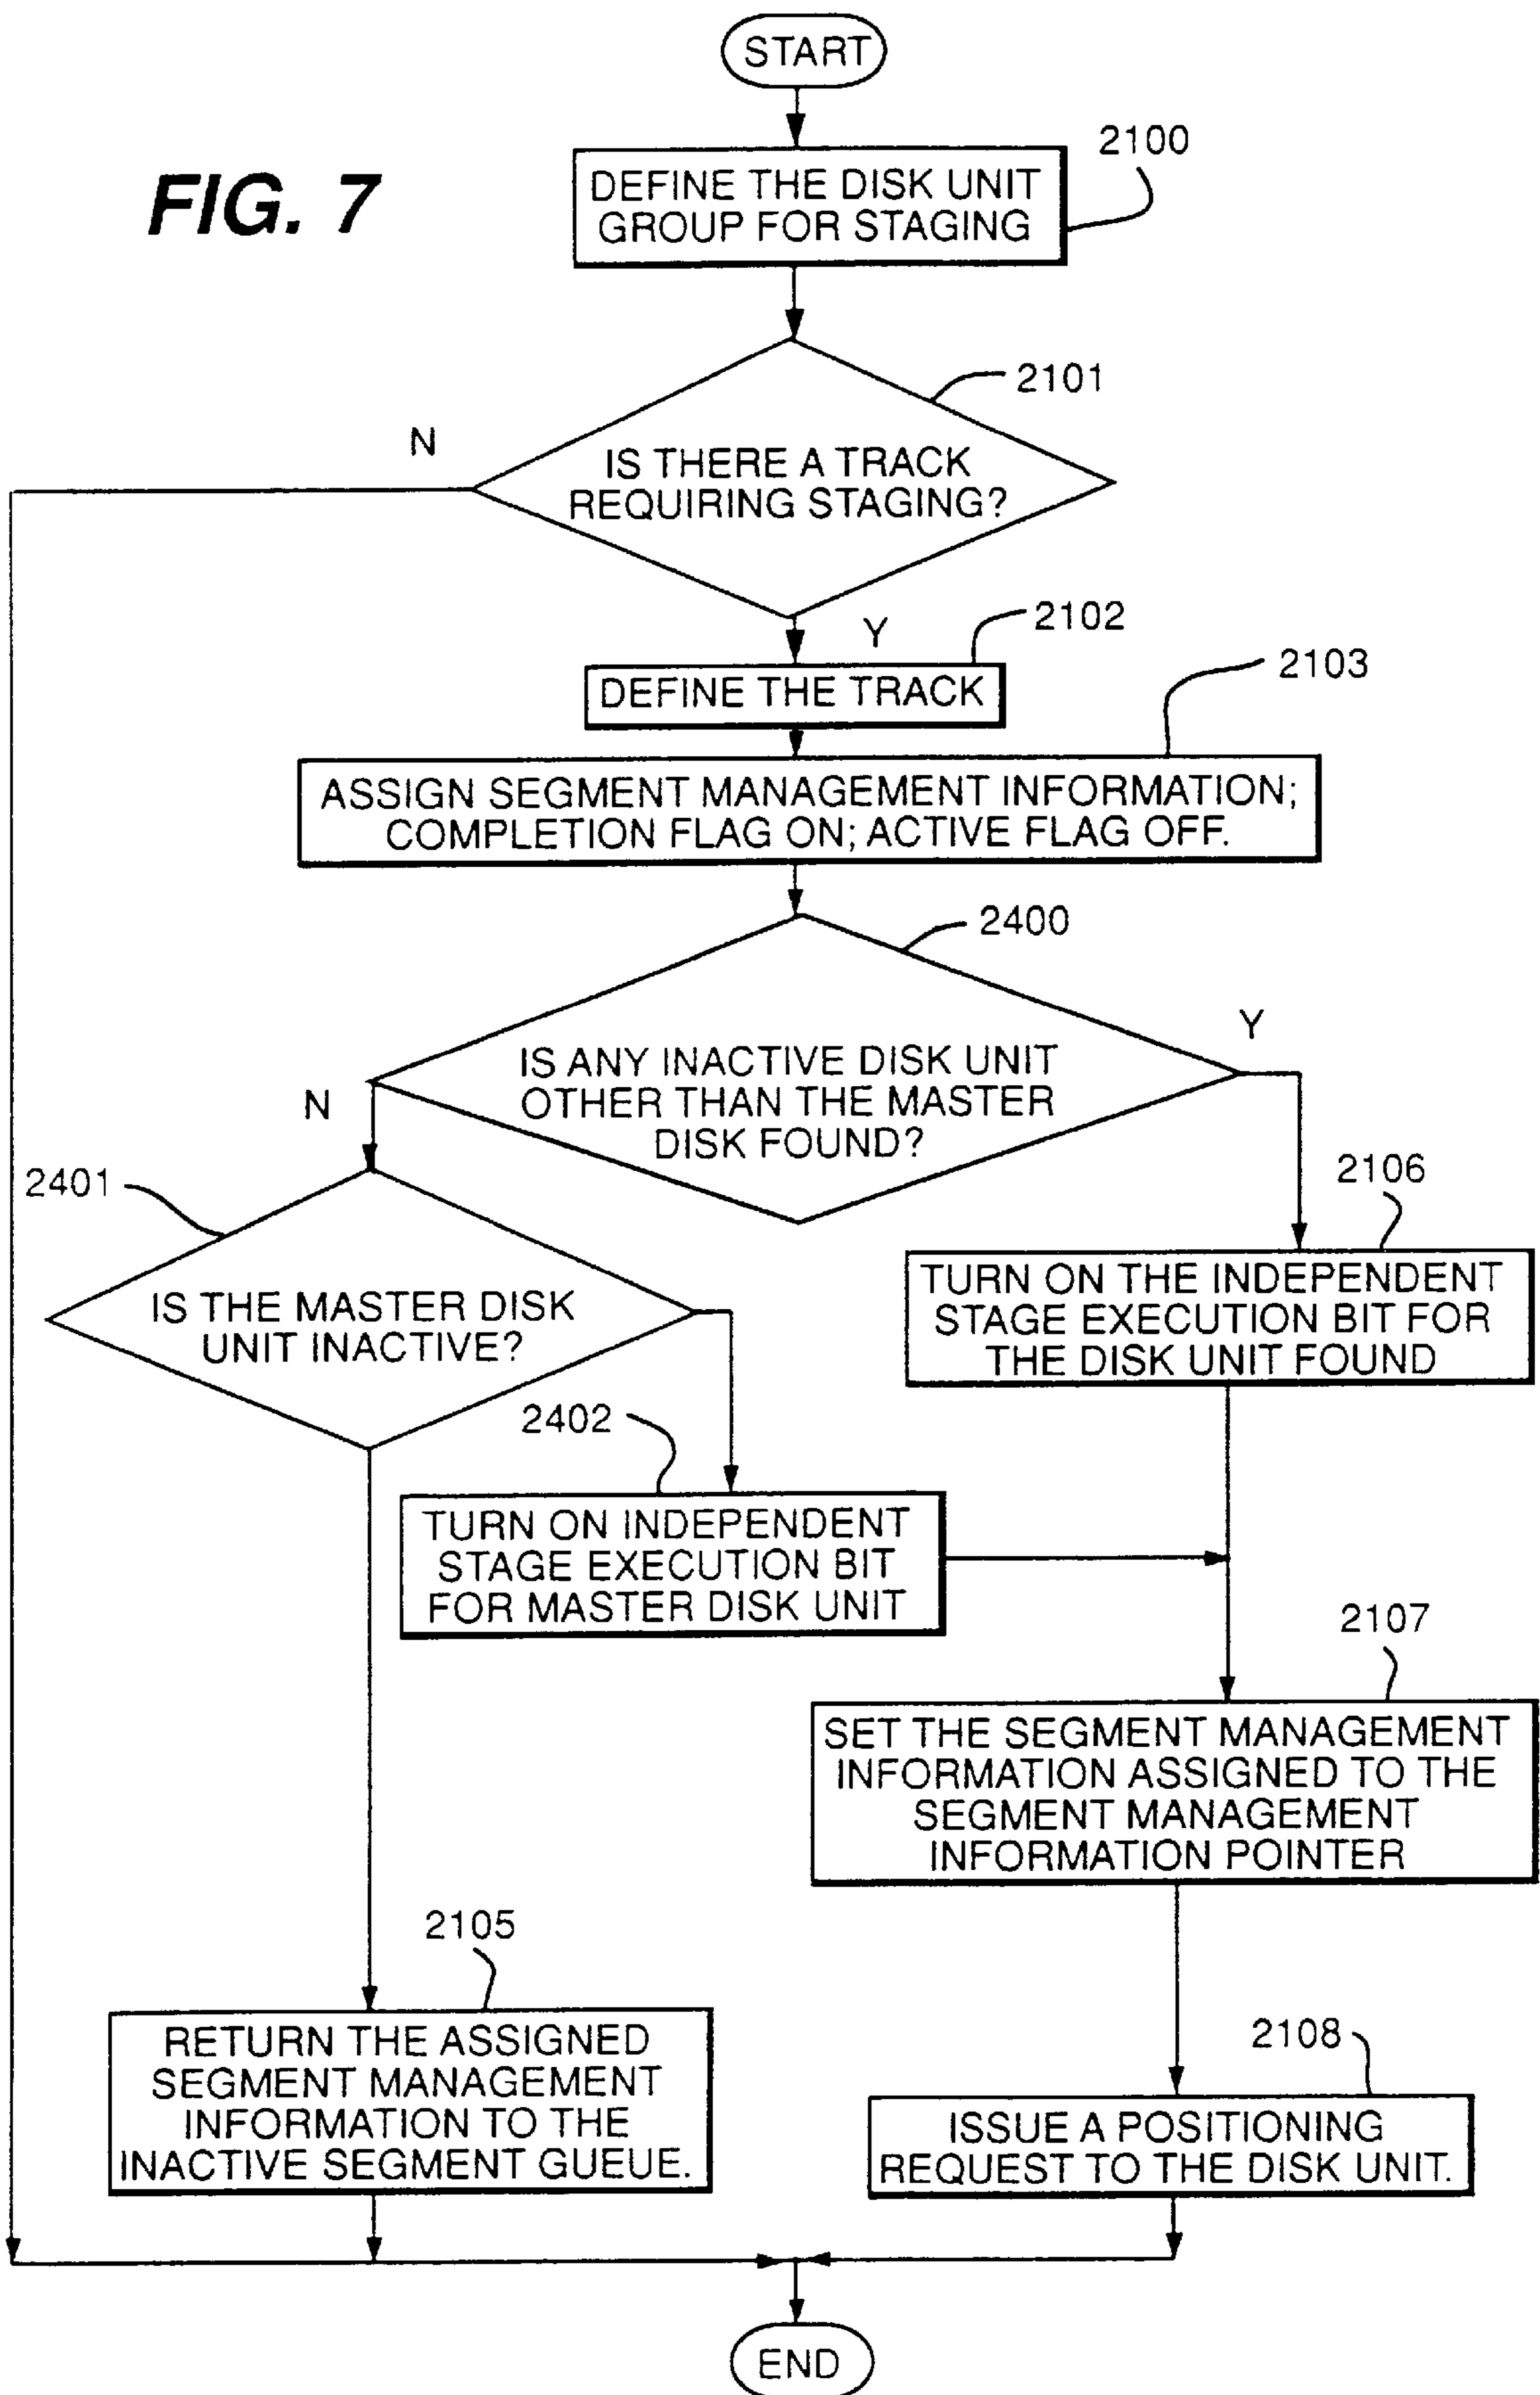 START
FIG. 7
2100
DEFINE THE DISK UNIT
GROUP FOR STAGING
2101
N
IS THERE A TRACK
REQUIRING STAGING?
Y
2102
DEFINE THE TRACK
2103
ASSIGN SEGMENT MANAGEMENT INFORMATION;
COMPLETION FLAG ON; ACTIVE FLAG OFF.
2400
Y
IS ANY INACTIVE DISK UNIT
OTHER THAN THE MASTER
DISK FOUND?
N
2401
IS THE MASTER DISK
UNIT INACTIVE?
2106
TURN ON THE INDEPENDENT
STAGE EXECUTION BIT FOR
THE DISK UNIT FOUND
2402
TURN ON INDEPENDENT
STAGE EXECUTION BIT
FOR MASTER DISK UNIT
2107
SET THE SEGMENT MANAGEMENT
INFORMATION ASSIGNED TO THE
SEGMENT MANAGEMENT
INFORMATION POINTER
2105
RETURN THE ASSIGNED
SEGMENT MANAGEMENT
INFORMATION TO THE
INACTIVE SEGMENT GUEUE.
2108
ISSUE A POSITIONING
REQUEST TO THE DISK UNIT.
END